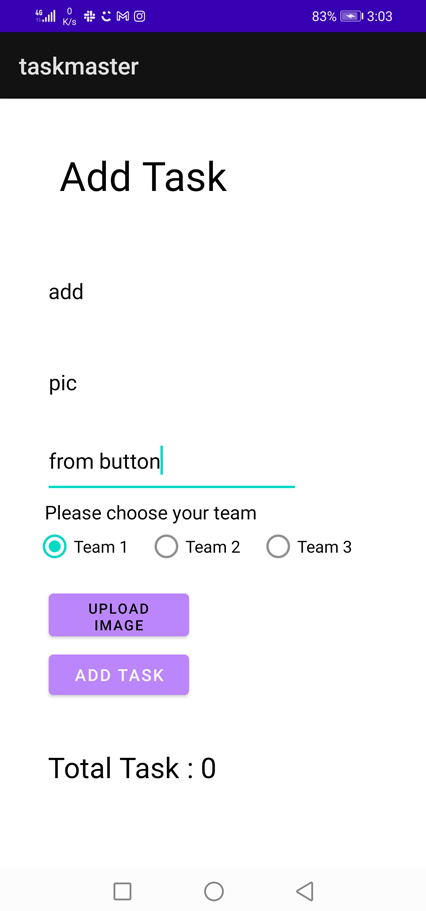 4G 0 K/s 83% 3:03
taskmaster
Add Task
add
pic
from button
Please choose your team
Team 1 Team 2 Team 3
UPLOAD
IMAGE
ADD TASK
Total Task : 0